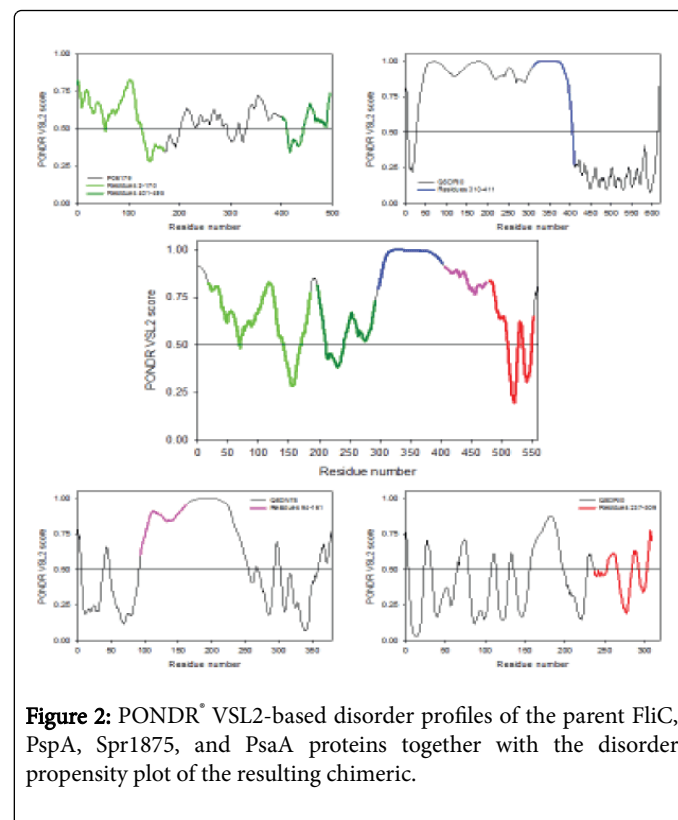 1.00
0.75
0.50
0.25
0.00
PONDR VSL2 score
0 100 200 300 400 500
Residue number
1.00
0.75
0.50
0.25
0.00
PONDR VSL2 score
0 50 100 150 200 250 300 350 400 450 500 550 600
Residue number
1.00
0.75
0.50
0.25
0.00
PONDR VSL2 score
0 50 100 150 200 250 300 350 400 450 500 550
Residue number
1.00
0.75
0.50
0.25
0.00
PONDR VSL2 score
Residues
0 50 100 150 200 250 300 350
Residue number
1.00
0.75
0.50
0.25
0.00
PONDR VSL2 score
Residues
0 50 100 150 200 250 300
Residue number
Figure 2: PONDR® VSL2-based disorder profiles of the parent FliC,
PspA, Spr1875, and PsaA proteins together with the disorder
propensity plot of the resulting chimeric.